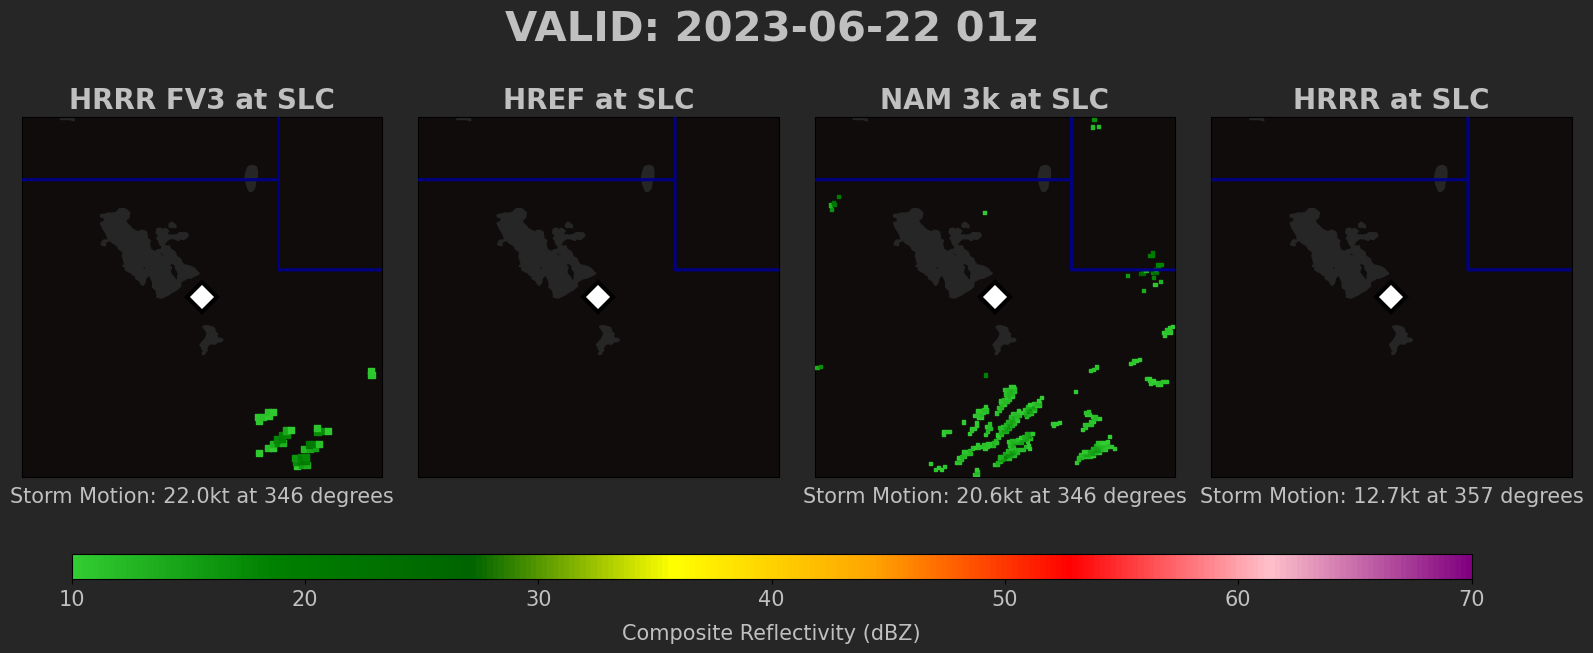 VALID: 2023-06-22 01z
HRRR FV3 at SLC
HREF at SLC
NAM 3k at SLC
HRRR at SLC
Storm Motion: 22.0kt at 346 degrees
Storm Motion: 20.6kt at 346 degrees
Storm Motion: 12.7kt at 357 degrees
10 20 30 40 50 60 70
Composite Reflectivity (dBZ)